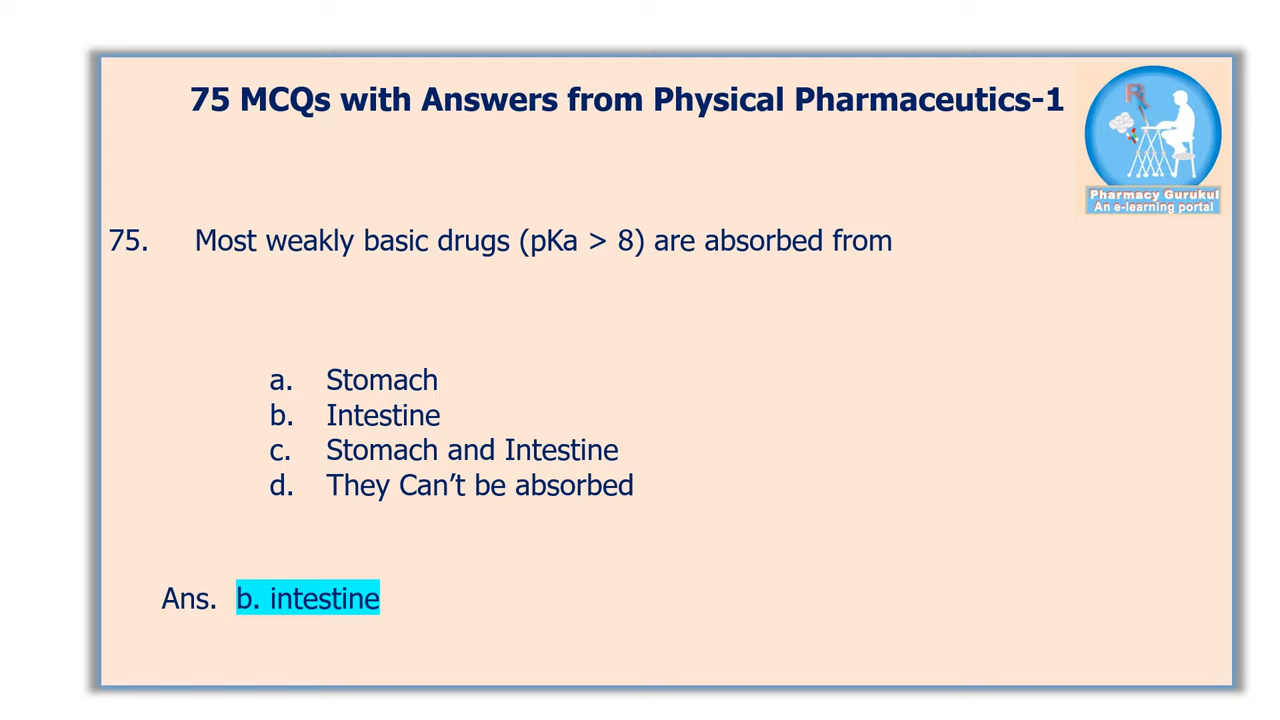 75 MCQs with Answers from Physical Pharmaceutics-1
Rx
Pharmacy Gurukul
An e-learning portal
75. Most weakly basic drugs (pKa > 8) are absorbed from
a. Stomach
b. Intestine
c. Stomach and Intestine
d. They Can’t be absorbed
Ans. b. intestine